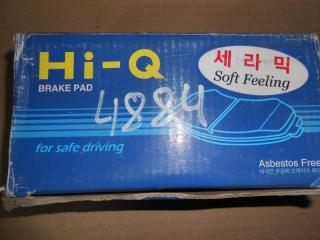 Hi-Q
BRAKE PAD
세라믹
Soft Feeling
4884
for safe driving
Asbestos Free